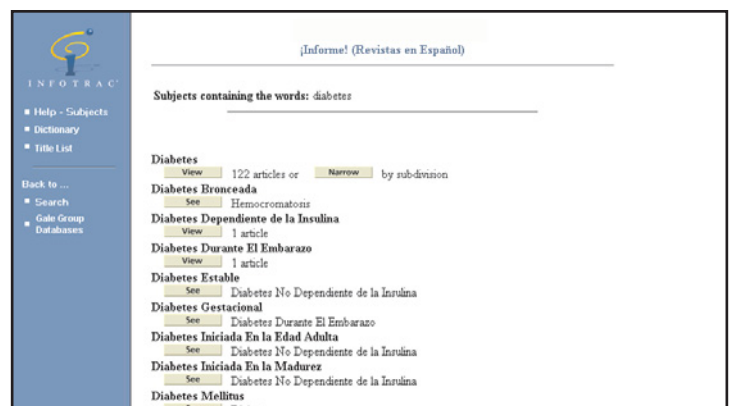 INFOTRAC
Help - Subjects
Dictionary
Title List
Back to ...
Search
Gale Group
Databases
¡Informe! (Revistas en Español)
Subjects containing the words: diabetes
Diabetes
View 122 articles or Narrow by subdivision
Diabetes Bronceada
See Hemocromatosis
Diabetes Dependiente de la Insulina
View 1 article
Diabetes Durante El Embarazo
View 1 article
Diabetes Estable
See Diabetes No Dependiente de la Insulina
Diabetes Gestacional
See Diabetes Durante El Embarazo
Diabetes Iniciada En la Edad Adulta
See Diabetes No Dependiente de la Insulina
Diabetes Iniciada En la Madurez
See Diabetes No Dependiente de la Insulina
Diabetes Mellitus